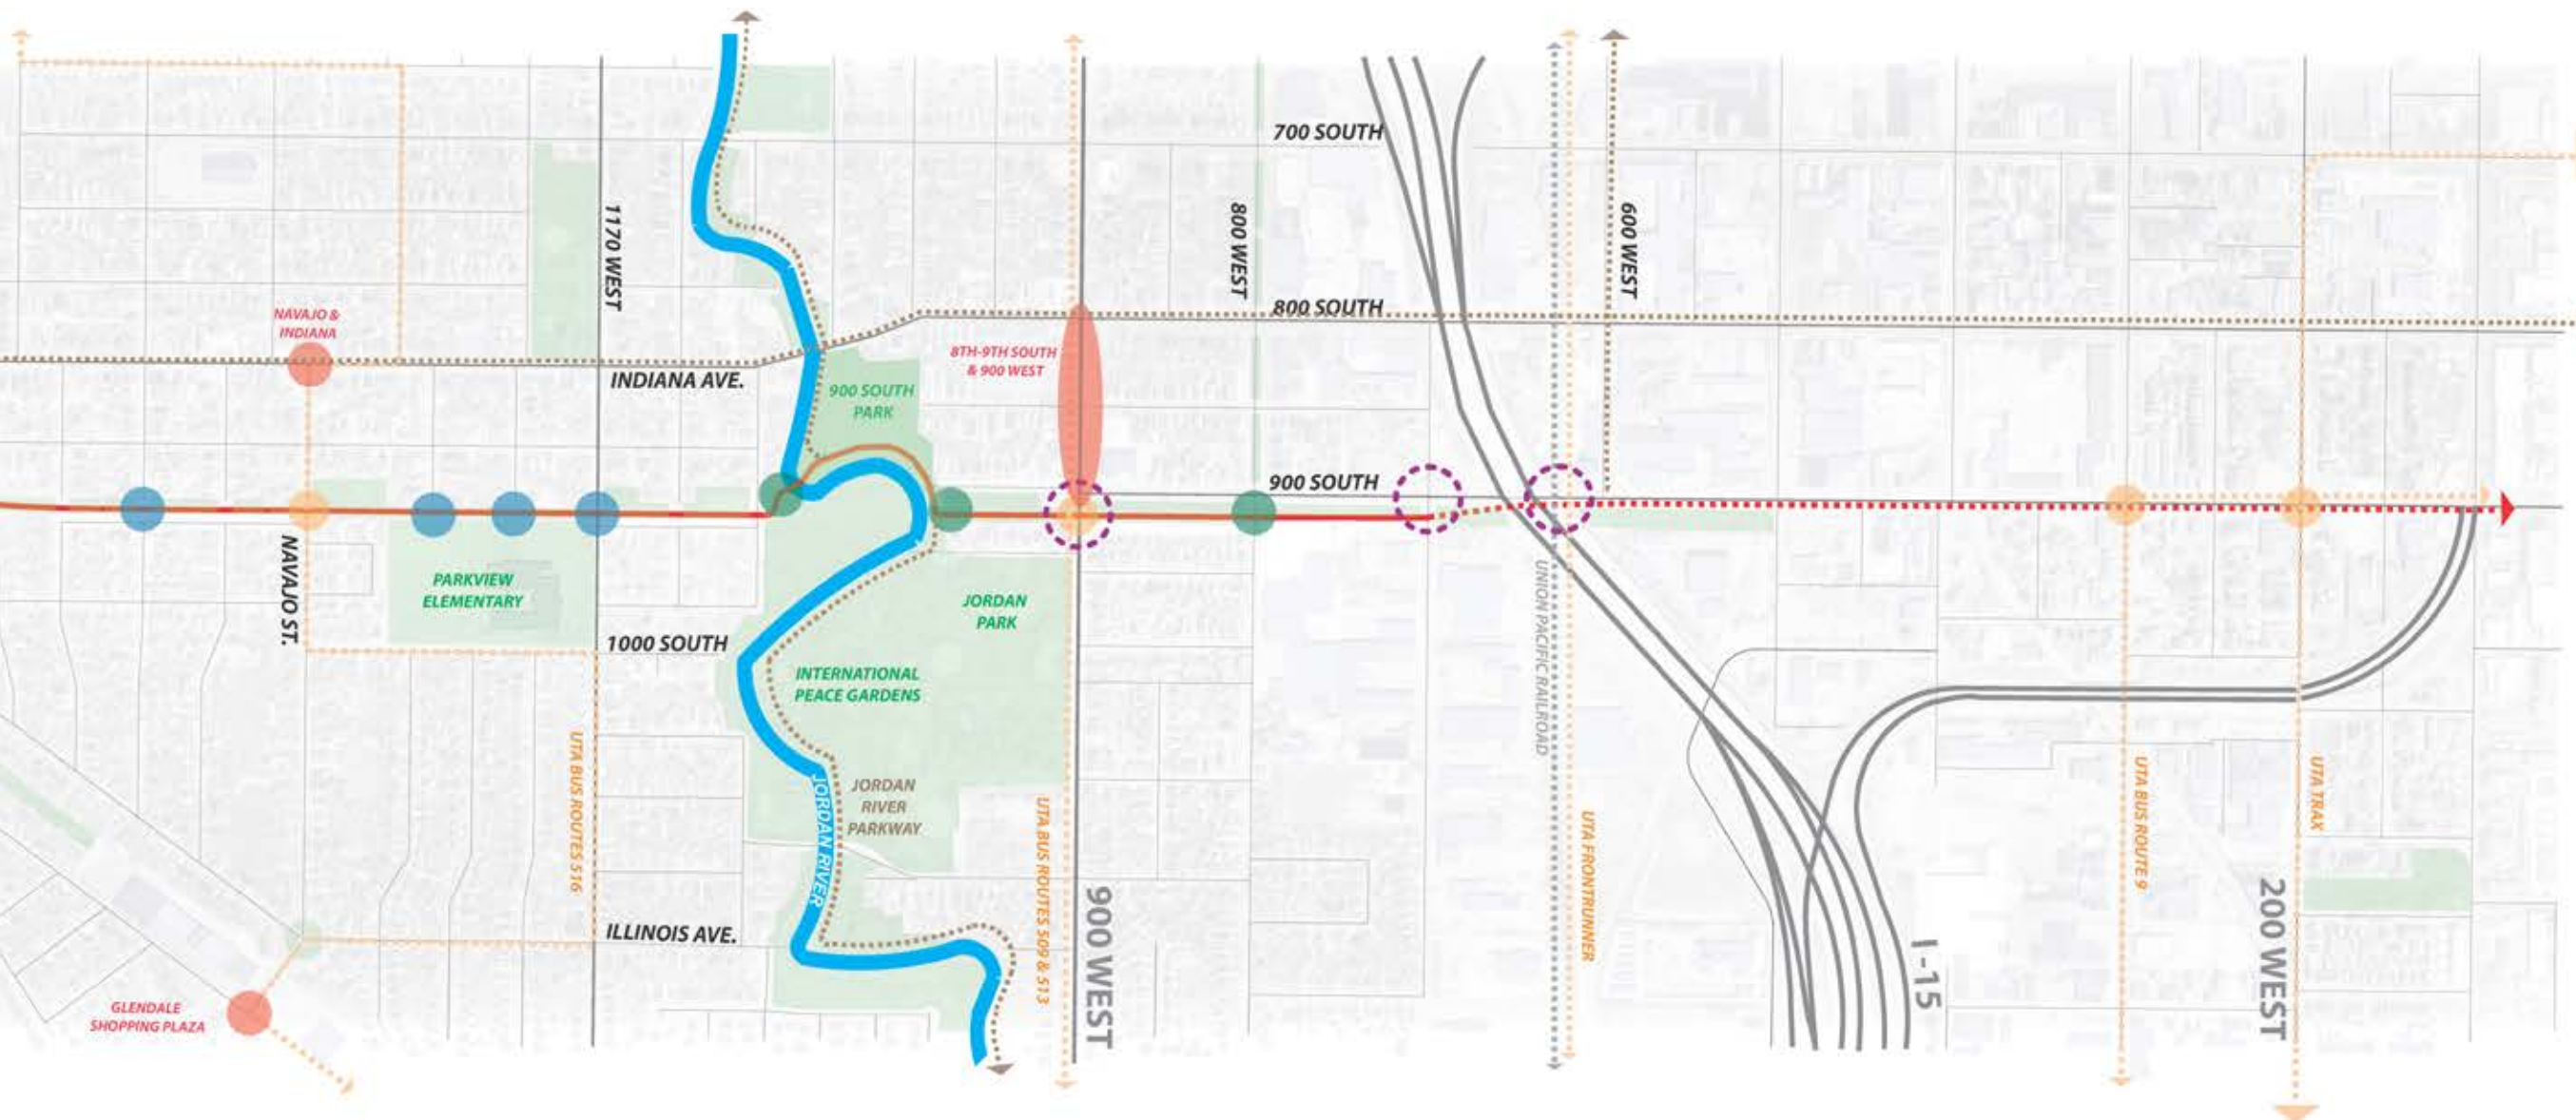 700 SOUTH
1170 WEST
800 WEST
600 WEST
800 SOUTH
NAVAJO &
INDIANA
INDIANA AVE.
8TH-9TH SOUTH
& 900 WEST
900 SOUTH
PARK
900 SOUTH
NAVAJO ST.
PARKVIEW
ELEMENTARY
JORDAN
PARK
UNION PACIFIC RAILROAD
1000 SOUTH
INTERNATIONAL
PEACE GARDENS
UTA BUS ROUTES 516
JORDAN RIVER
JORDAN
RIVER
PARKWAY
UTA BUS ROUTES 509 & 513
UTA FRONTRUNNER
UTA BUS ROUTE 9
UTA TRAX
900 WEST
200 WEST
ILLINOIS AVE.
I-15
GLENDALE
SHOPPING PLAZA